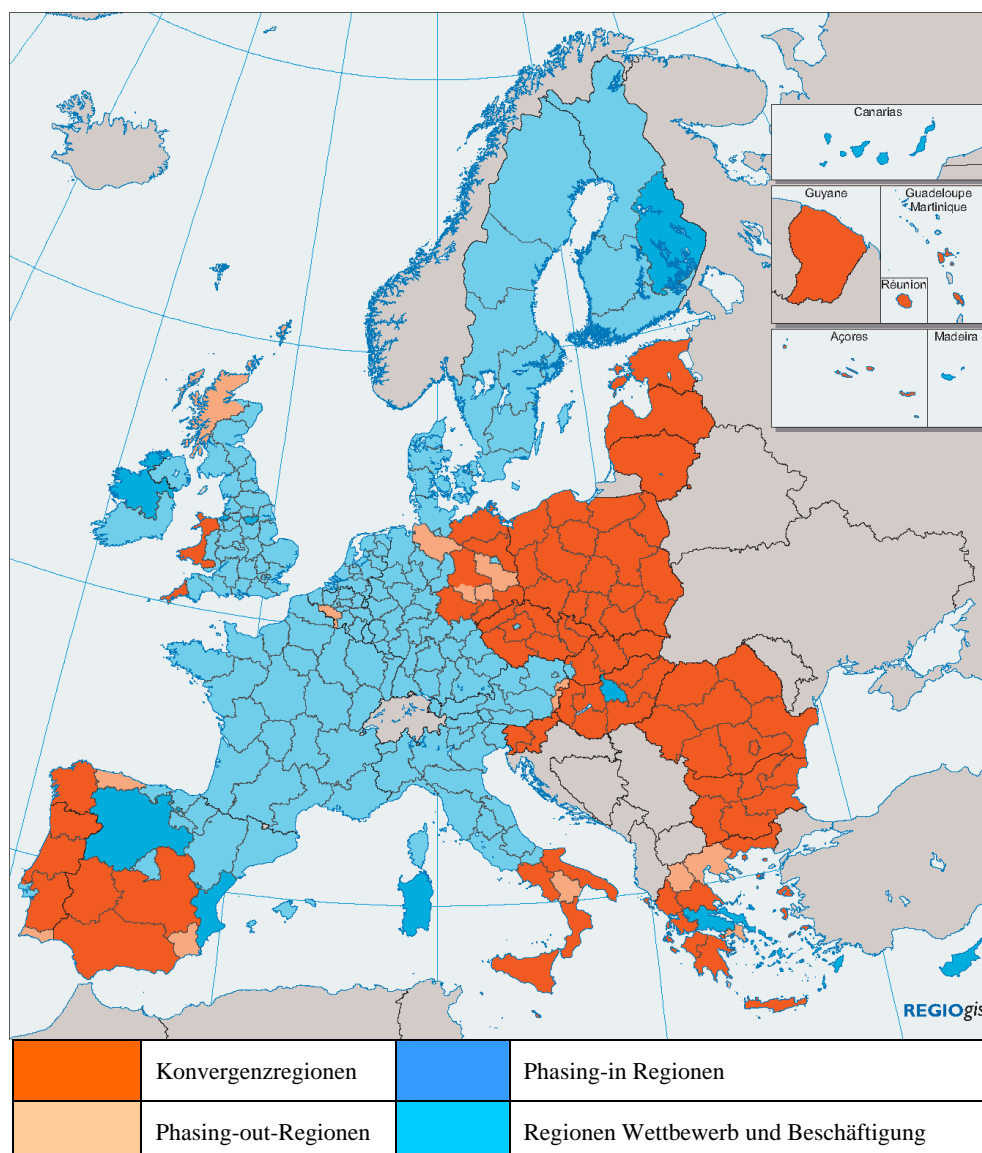 Canarias
Guyane
Guadeloupe
Martinique
Réunion
Açores
Madeira
REGIOgis
Konvergenzregionen
Phasing-in Regionen
Phasing-out-Regionen
Regionen Wettbewerb und Beschäftigung